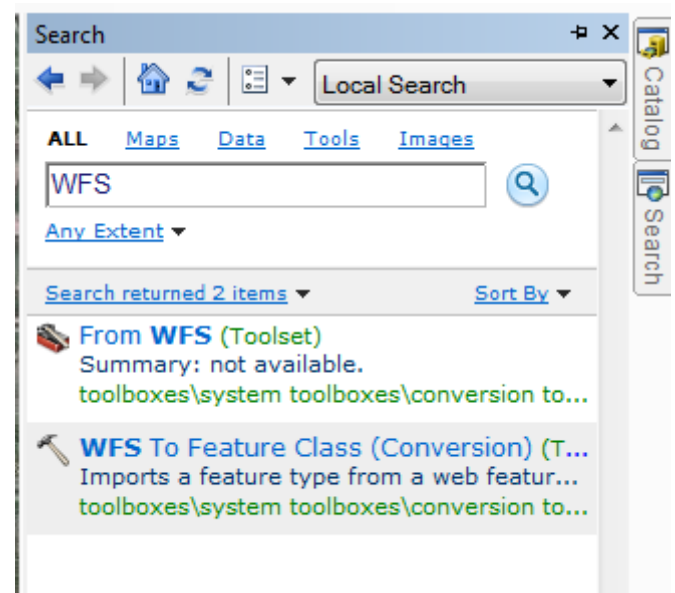 Search
Local Search
ALL Maps Data Tools Images
WFS
Any Extent
Search returned 2 items Sort By
From WFS (Toolset)
Summary: not available.
toolboxes\system toolboxes\conversion to...
WFS To Feature Class (Conversion) (T...
Imports a feature type from a web featur...
toolboxes\system toolboxes\conversion to...
Catalog
Search